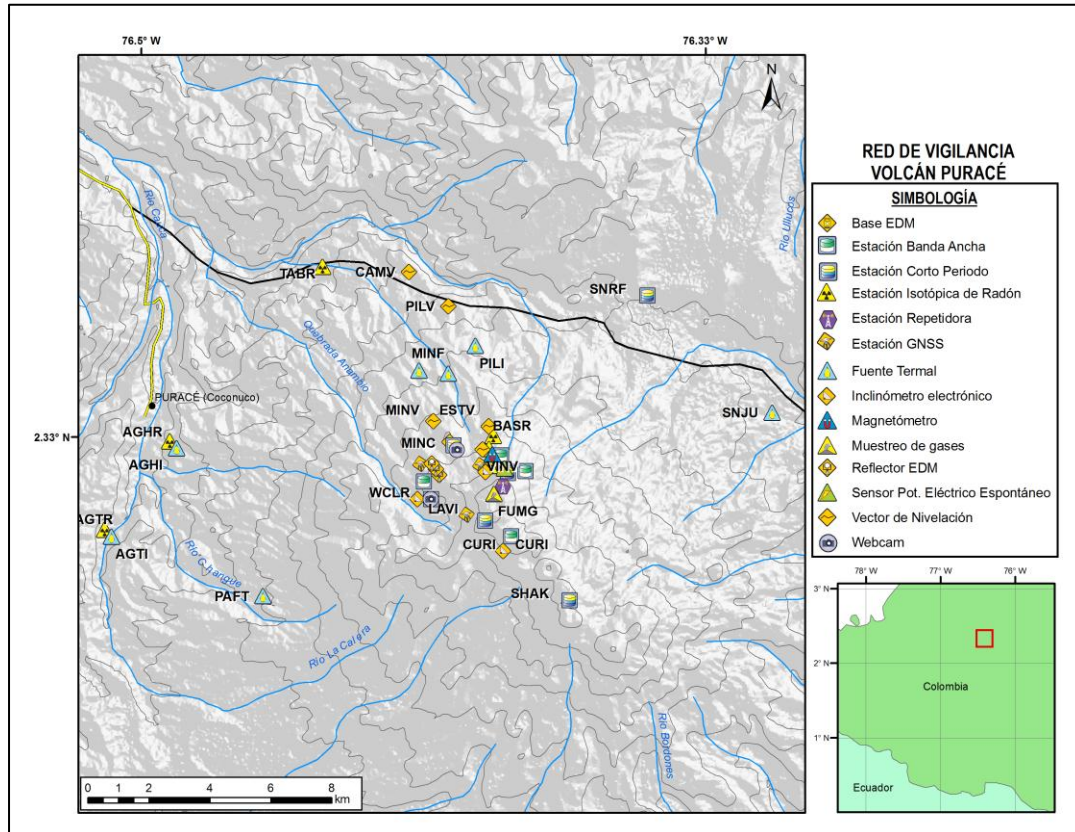 76.5° W
76.33° W
N
Río Cauca
Río Ullucos
TABR
CAMV
SNRF
PILV
Quebrada Anambio
MINF
PILI
PURACÉ (Coconuco)
SNJU
MINV
ESTV
BASR
2.33° N
AGHR
MINC
AGHI
VINV
WCLR
LAVI
FUMG
AGTR
AGTI
CURI
CURI
PAFT
SHAK
Río La Calera
Río Bordones
0 1 2 4 6 8
km
RED DE VIGILANCIA
VOLCÁN PURACÉ
SIMBOLOGÍA
Base EDM
Estación Banda Ancha
Estación Corto Periodo
Estación Isotópica de Radón
Estación Repetidora
Estación GNSS
Fuente Termal
Inclinómetro electrónico
Magnetómetro
Muestreo de gases
Reflector EDM
Sensor Pot. Eléctrico Espontáneo
Vector de Nivelación
Webcam
78° W
77° W
76° W
3° N
2° N
1° N
Colombia
Ecuador